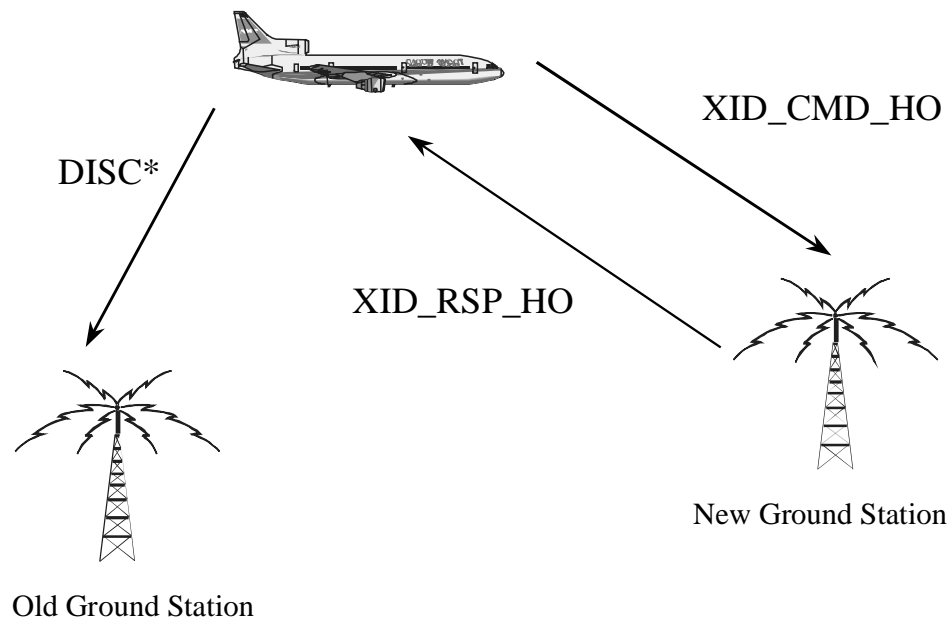 XID_CMD_HO
DISC*
XID_RSP_HO
New Ground Station
Old Ground Station